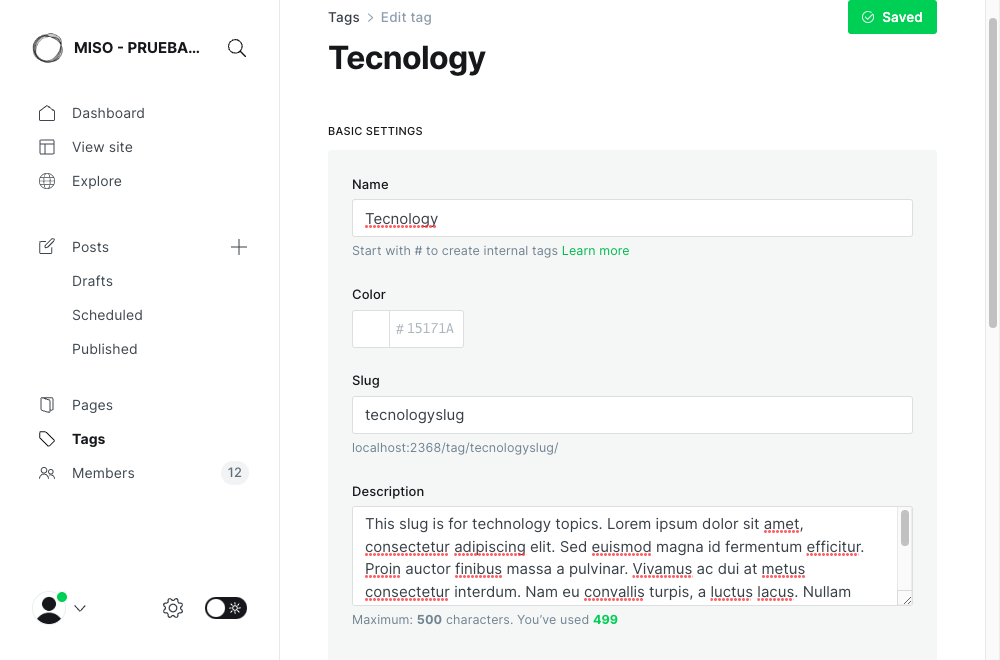 MISO - PRUEBA...
Dashboard
View site
Explore
Posts
Drafts
Scheduled
Published
Pages
Tags
Members 12
Tags > Edit tag
Saved
Tecnology
BASIC SETTINGS
Name
Tecnology
Start with # to create internal tags Learn more
Color
# 15171A
Slug
tecnologyslug
localhost:2368/tag/tecnologyslug/
Description
This slug is for technology topics. Lorem ipsum dolor sit amet,
consectetur adipiscing elit. Sed euismod magna id fermentum efficitur.
Proin auctor finibus massa a pulvinar. Vivamus ac dui at metus
consectetur interdum. Nam eu convallis turpis, a luctus lacus. Nullam
Maximum: 500 characters. You've used 499